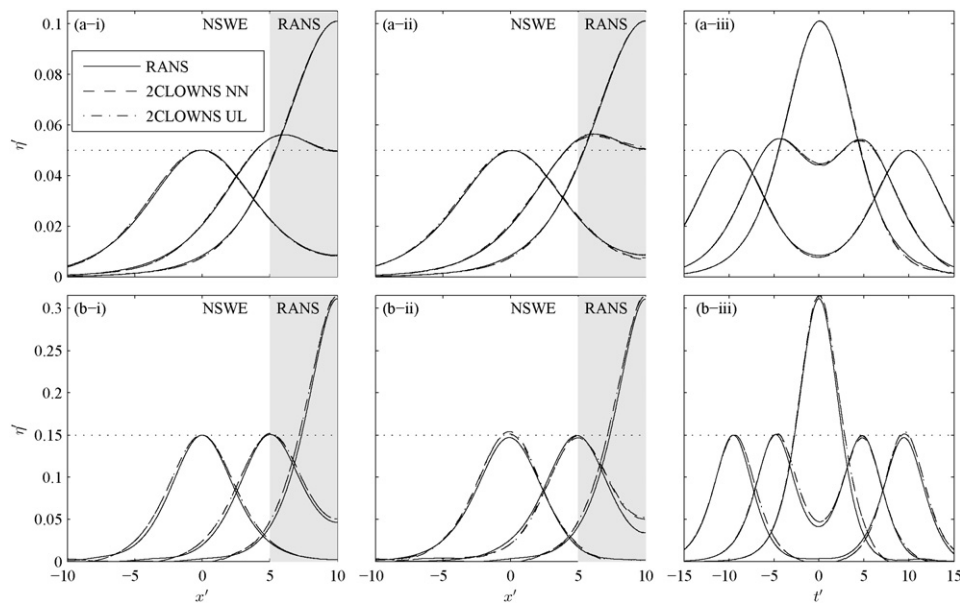 0.1
0.08
0.06
0.04
0.02
0
η′
(a−i)
NSWE
RANS
RANS
2CLOWNS NN
2CLOWNS UL
(a−ii)
NSWE
RANS
(a−iii)
0.3
0.25
0.2
0.15
0.1
0.05
0
η′
(b−i)
NSWE
RANS
(b−ii)
NSWE
RANS
(b−iii)
−10 −5 0 5 10
−10 −5 0 5 10
−15 −10 −5 0 5 10 15
x′
x′
t′